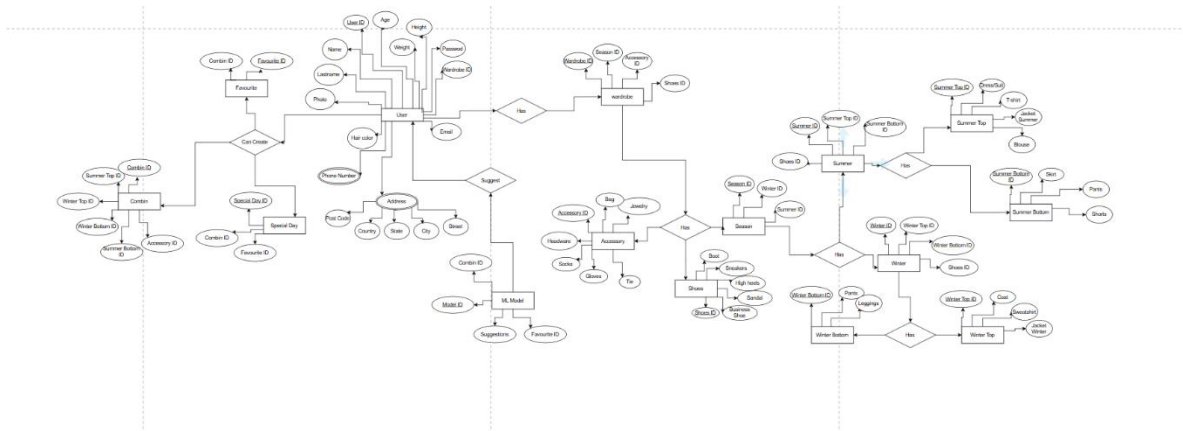 Combin ID
Favourite ID
Favourite
User ID
Age
Height
Name
Weight
Password
Lastname
Wardrobe ID
Photo
User
Hair color
Email
Phone Number
Address
Post Code
Country
State
City
Street
Can Create
Combin ID
Summer Top ID
Winter Top ID
Combin
Winter Bottom ID
Summer Bottom ID
Accessory ID
Special Day ID
Special Day
Combin ID
Favourite ID
Has
Suggest
Combin ID
Model ID
ML Model
Suggestions
Favourite ID
Wardrobe ID
Season ID
Accessory ID
Shoes ID
wardrobe
Has
Accessory ID
Bag
Jewelry
Headware
Accessory
Socks
Gloves
Tie
Season ID
Winter ID
Summer ID
Season
Boot
Sneakers
High heels
Sandal
Shoes
Shoes ID
Business Shoe
Has
Summer ID
Summer Top ID
Summer Bottom ID
Shoes ID
Summer
Has
Summer Top ID
Dress/Suit
T-shirt
Jacket Summer
Summer Top
Blouse
Summer Bottom ID
Skirt
Pants
Summer Bottom
Shorts
Winter ID
Winter Top ID
Winter Bottom ID
Winter
Shoes ID
Winter Bottom ID
Pants
Leggings
Winter Bottom
Has
Winter Top ID
Coat
Sweatshirt
Winter Top
Jacket Winter